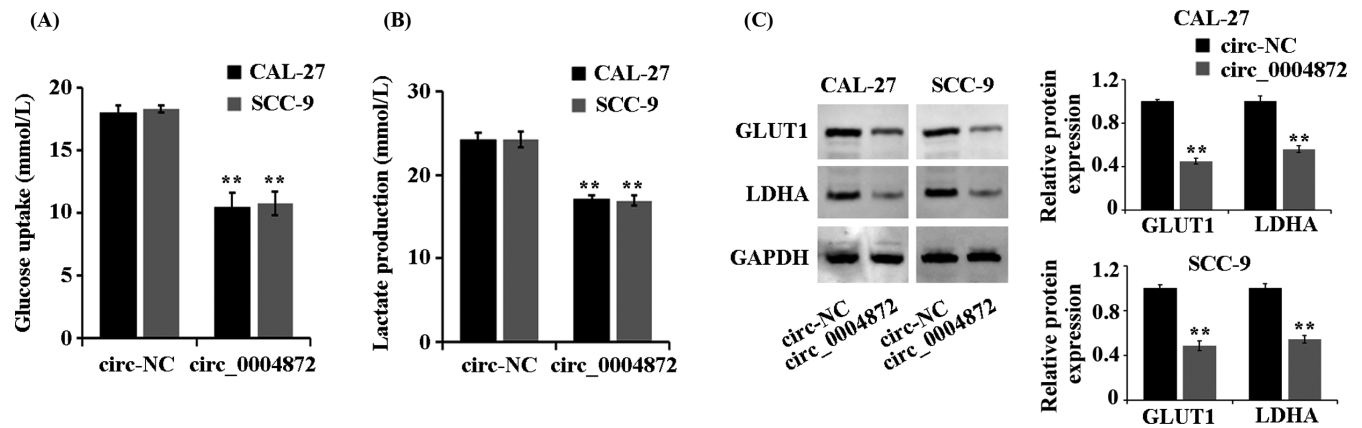 (A)
CAL-27
SCC-9
Glucose uptake (mmol/L)
20
15
10
5
0
**
**
circ-NC
circ_0004872
(B)
CAL-27
SCC-9
Lactate production (mmol/L)
30
20
10
0
**
**
circ-NC
circ_0004872
(C)
CAL-27
SCC-9
GLUT1
LDHA
GAPDH
circ-NC
circ_0004872
circ-NC
circ_0004872
CAL-27
circ-NC
circ_0004872
Relative protein
expression
1.2
0.8
0.4
0
**
**
GLUT1
LDHA
SCC-9
Relative protein
expression
1.2
0.8
0.4
0
**
**
GLUT1
LDHA